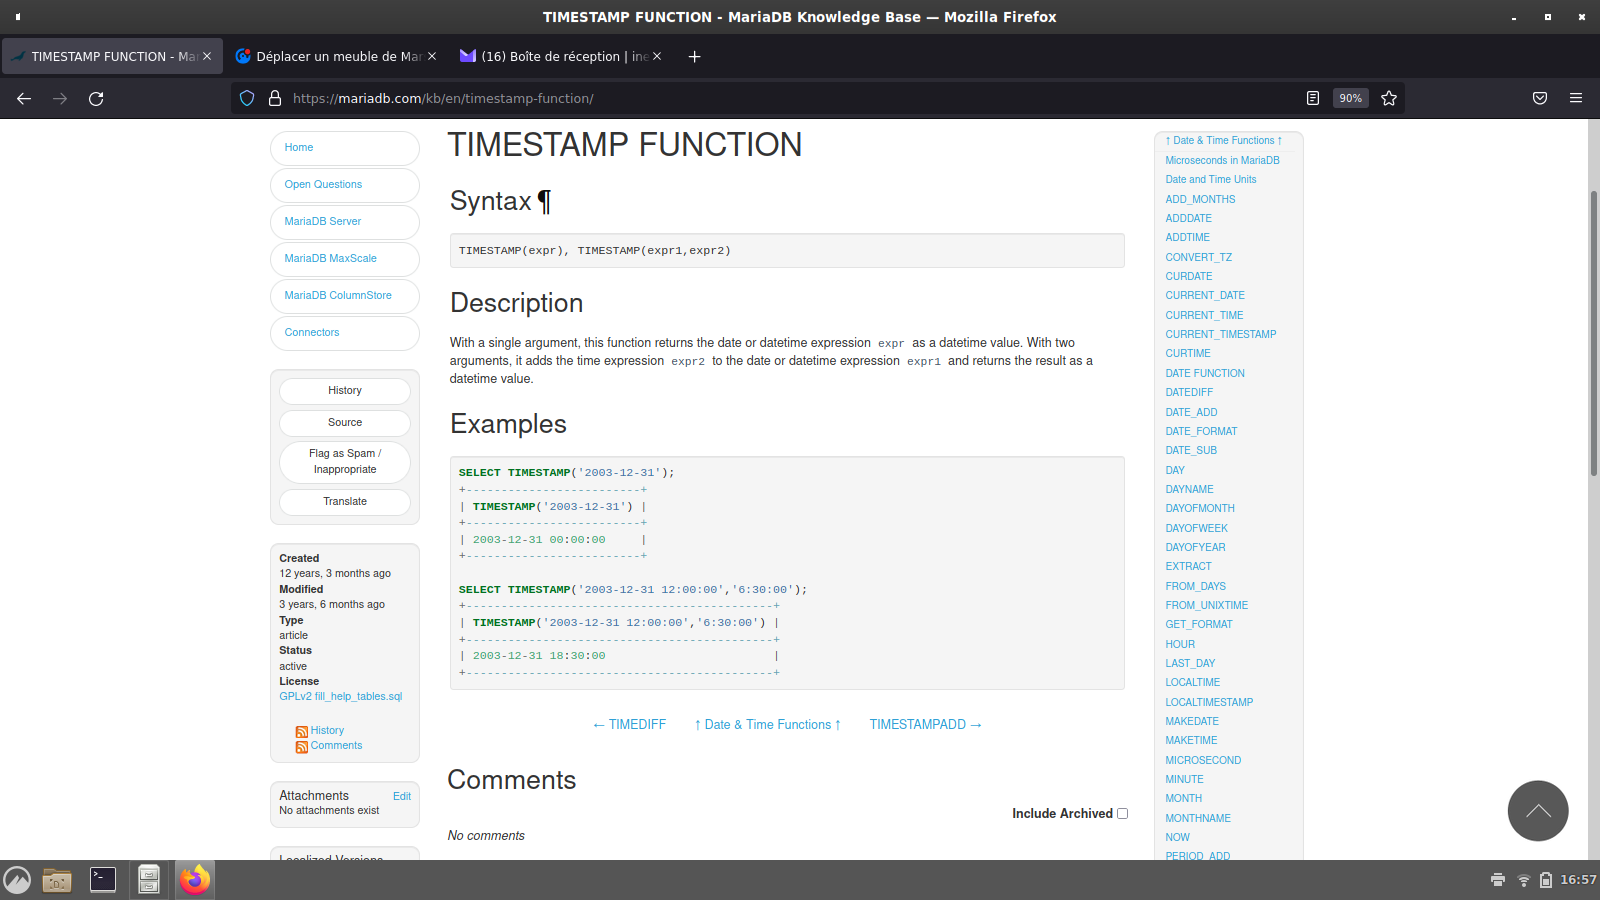 TIMESTAMP FUNCTION - MariaDB Knowledge Base — Mozilla Firefox
TIMESTAMP FUNCTION - Mar
Déplacer un meuble de Mar
(16) Boîte de réception | ine
https://mariadb.com/kb/en/timestamp-function/
90%
Home
Open Questions
MariaDB Server
MariaDB MaxScale
MariaDB ColumnStore
Connectors
History
Source
Flag as Spam /
Inappropriate
Translate
Created
12 years, 3 months ago
Modified
3 years, 6 months ago
Type
article
Status
active
License
GPLv2 fill_help_tables.sql
History
Comments
Attachments Edit
No attachments exist
Localized Versions
TIMESTAMP FUNCTION
Syntax ¶
TIMESTAMP(expr), TIMESTAMP(expr1,expr2)
Description
With a single argument, this function returns the date or datetime expression expr as a datetime value. With two
arguments, it adds the time expression expr2 to the date or datetime expression expr1 and returns the result as a
datetime value.
Examples
SELECT TIMESTAMP('2003-12-31');
+-------------------------+
| TIMESTAMP('2003-12-31') |
+-------------------------+
| 2003-12-31 00:00:00     |
+-------------------------+
SELECT TIMESTAMP('2003-12-31 12:00:00','6:30:00');
+--------------------------------------------+
| TIMESTAMP('2003-12-31 12:00:00','6:30:00') |
+--------------------------------------------+
| 2003-12-31 18:30:00                        |
+--------------------------------------------+
← TIMEDIFF ↑ Date & Time Functions ↑ TIMESTAMPADD →
Comments
Include Archived
No comments
↑ Date & Time Functions ↑
Microseconds in MariaDB
Date and Time Units
ADD_MONTHS
ADDDATE
ADDTIME
CONVERT_TZ
CURDATE
CURRENT_DATE
CURRENT_TIME
CURRENT_TIMESTAMP
CURTIME
DATE FUNCTION
DATEDIFF
DATE_ADD
DATE_FORMAT
DATE_SUB
DAY
DAYNAME
DAYOFMONTH
DAYOFWEEK
DAYOFYEAR
EXTRACT
FROM_DAYS
FROM_UNIXTIME
GET_FORMAT
HOUR
LAST_DAY
LOCALTIME
LOCALTIMESTAMP
MAKEDATE
MAKETIME
MICROSECOND
MINUTE
MONTH
MONTHNAME
NOW
PERIOD_ADD
16:57